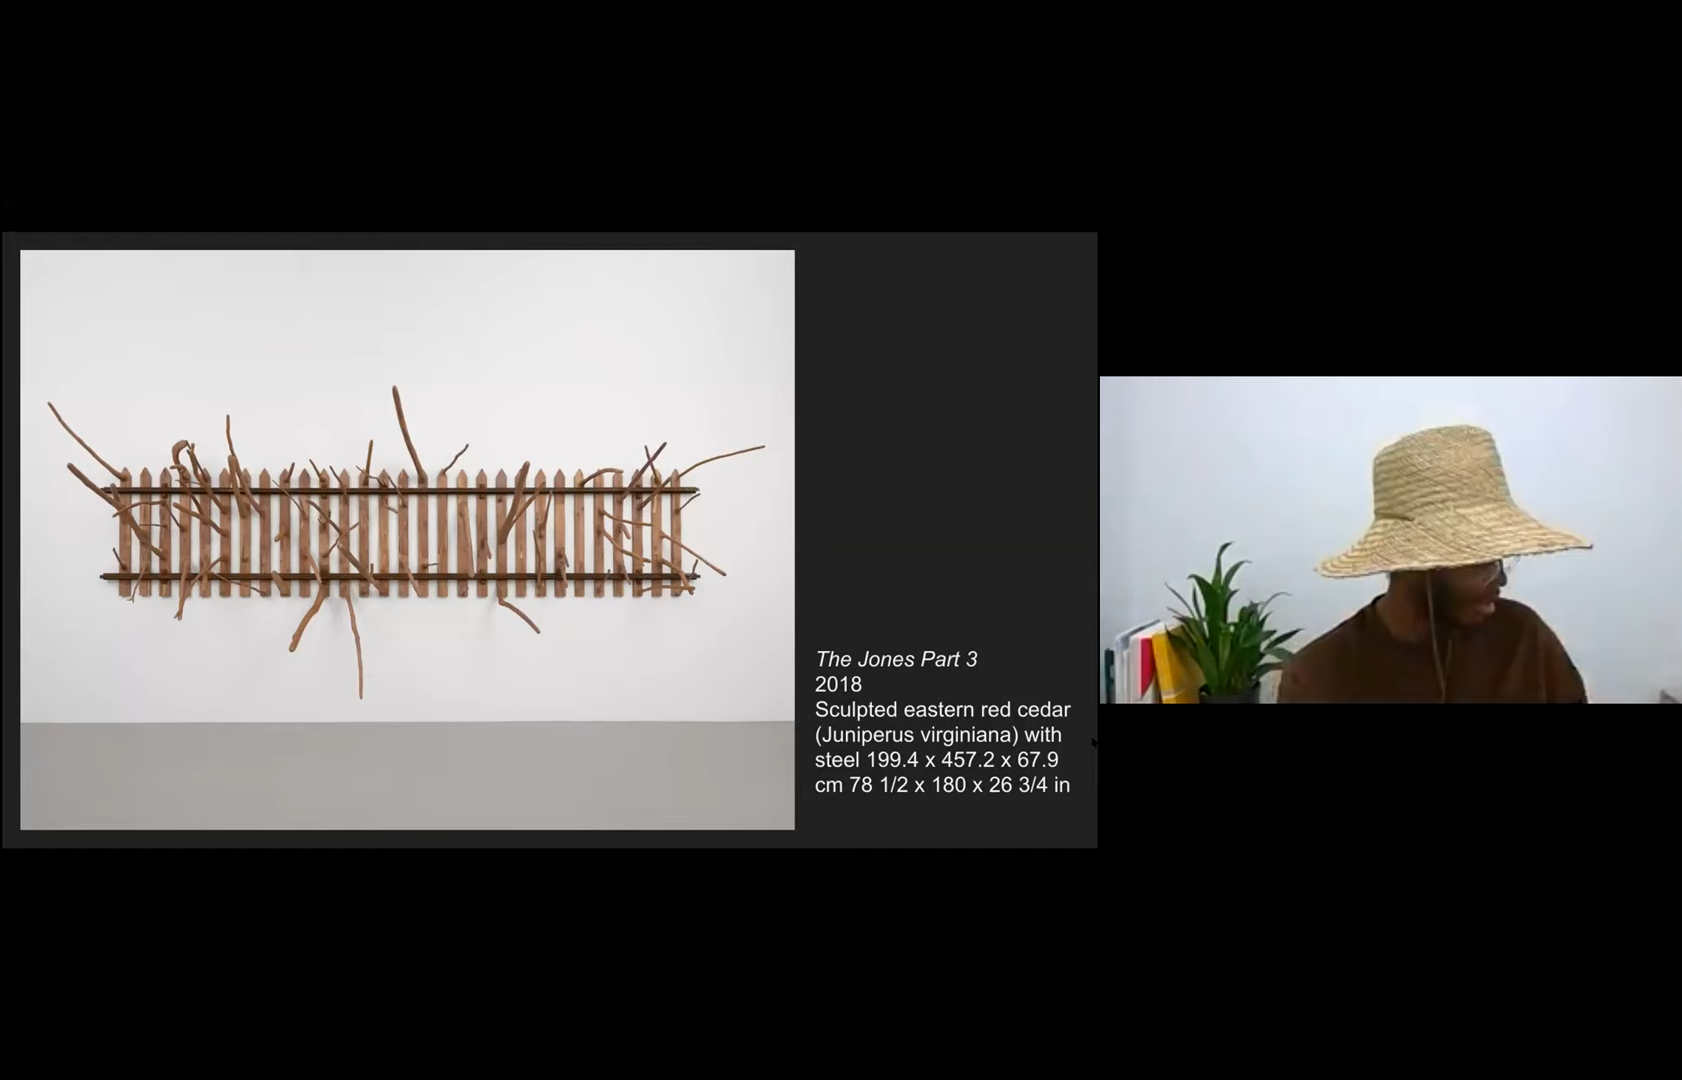 The Jones Part 3
2018
Sculpted eastern red cedar
(Juniperus virginiana) with
steel 199.4 x 457.2 x 67.9
cm 78 1/2 x 180 x 26 3/4 in